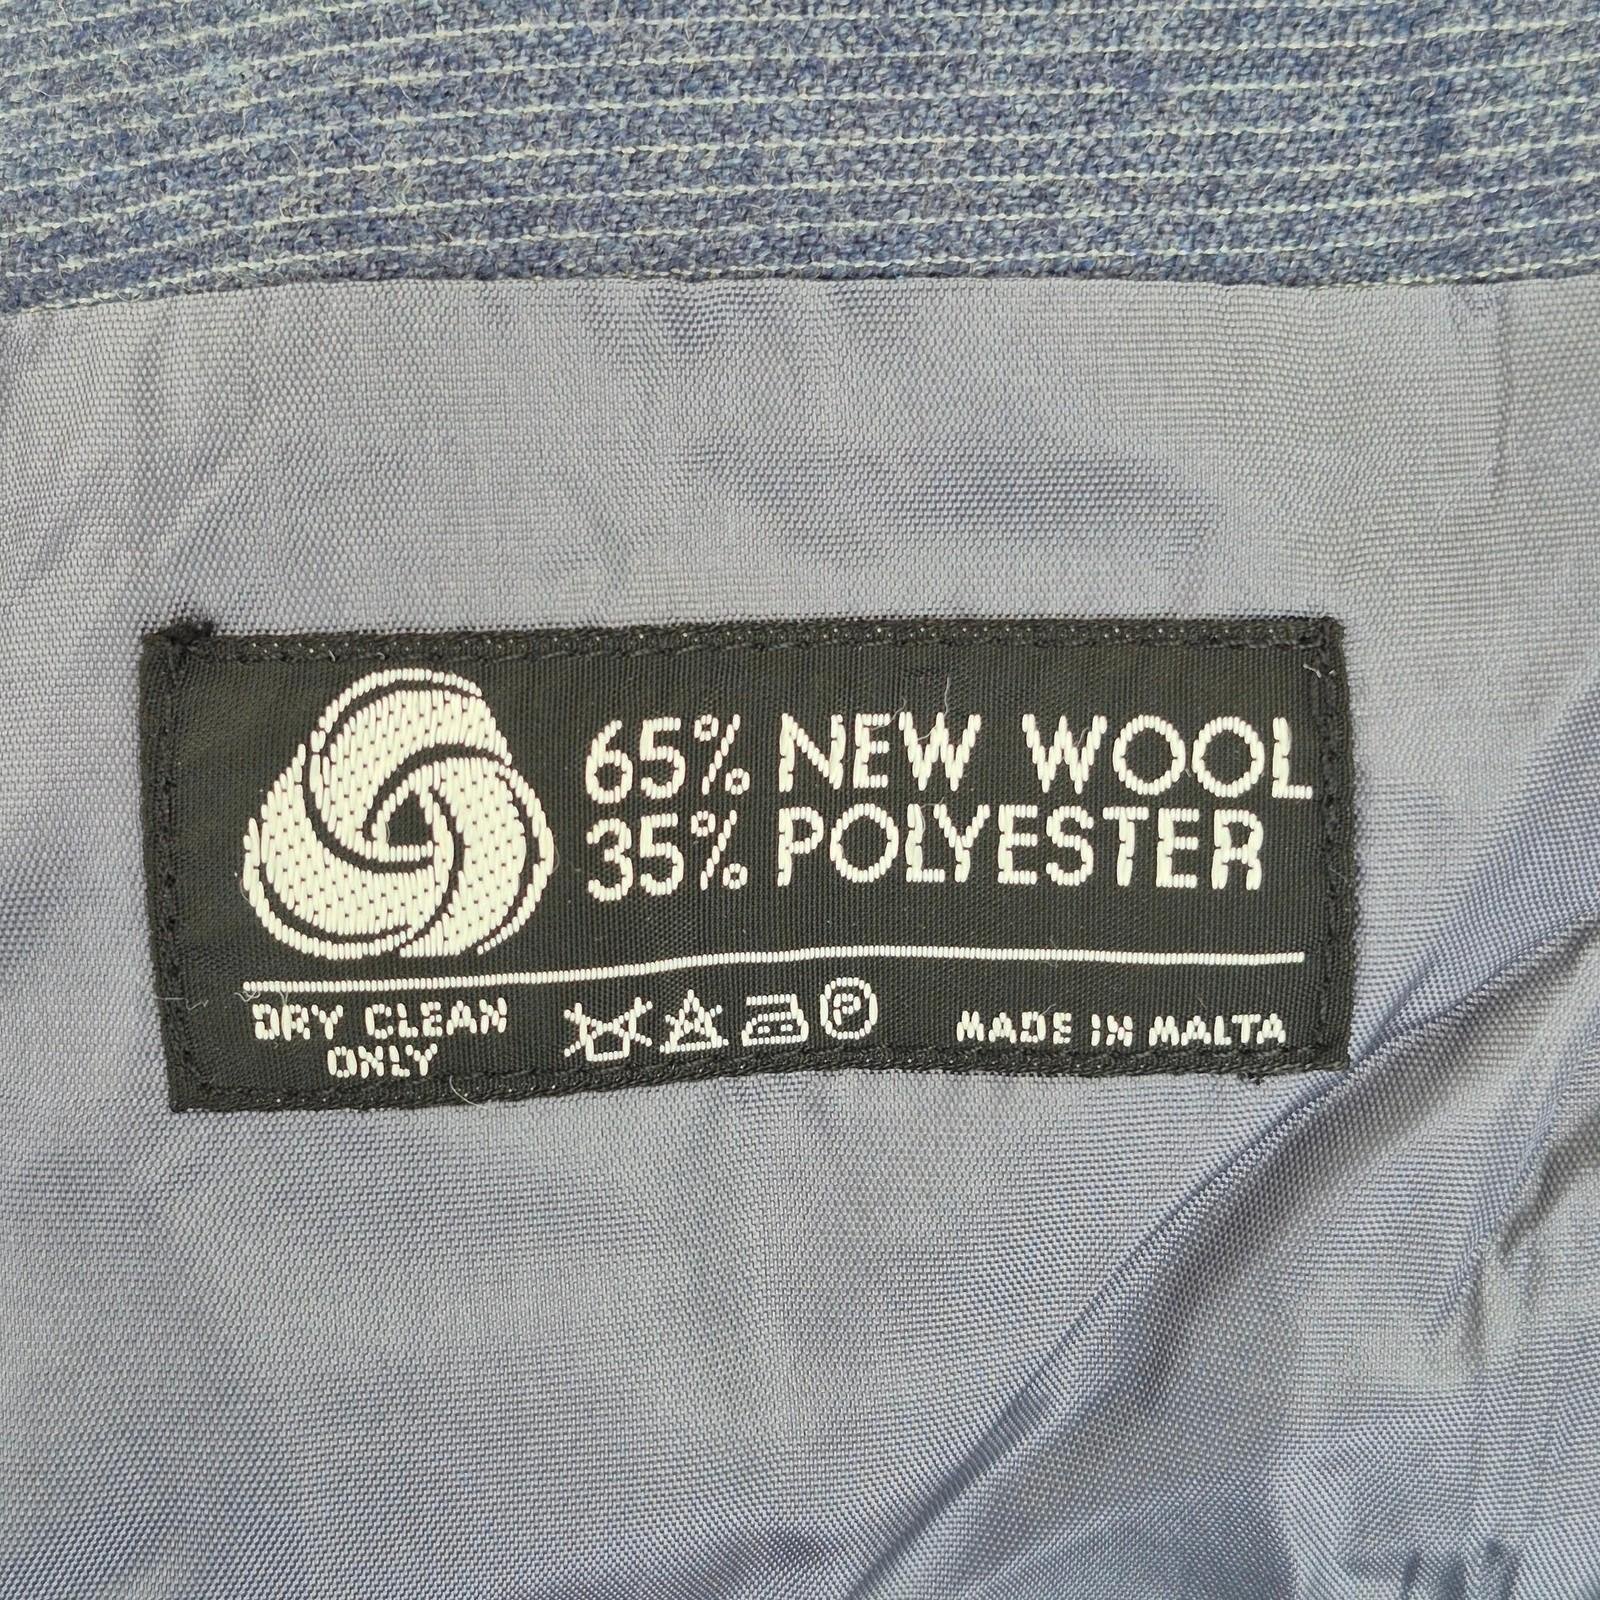 65% NEW WOOL
35% POLYESTER
DRY CLEAN
ONLY
P
MADE IN MALTA